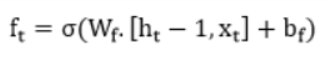 fₜ = σ(W_f. [hₜ − 1, xₜ] + b_f)